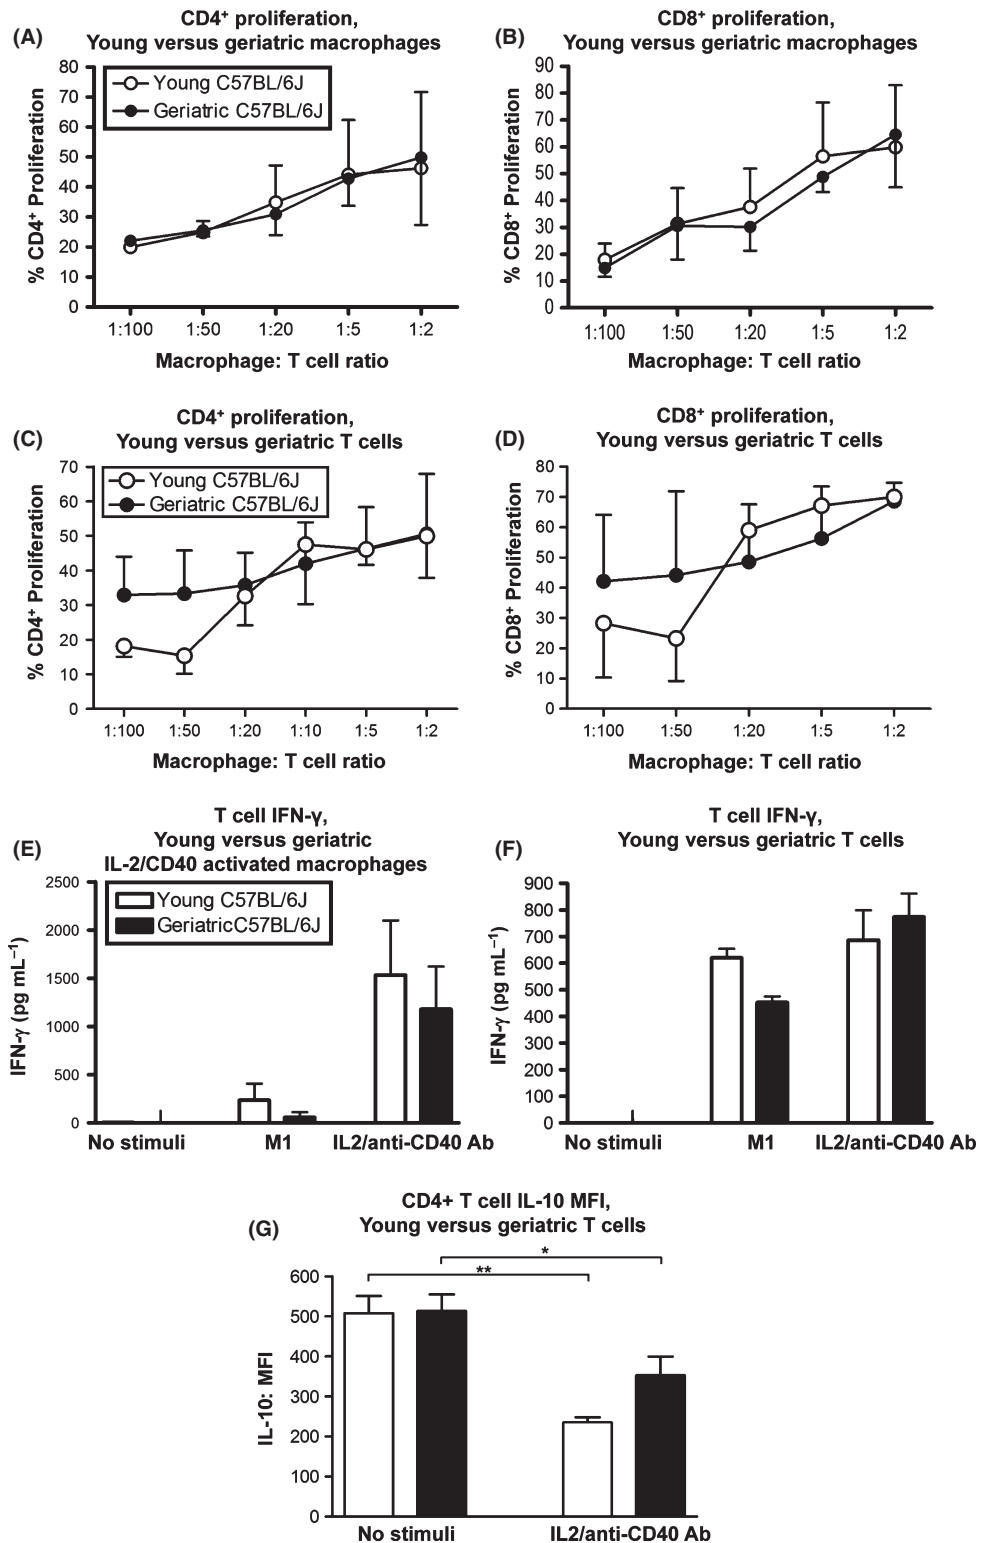 (A)
CD4⁺ proliferation,
Young versus geriatric macrophages
80
70
60
50
40
30
20
10
0
% CD4⁺ Proliferation
Young C57BL/6J
Geriatric C57BL/6J
1:100 1:50 1:20 1:5 1:2
Macrophage: T cell ratio
(B)
CD8⁺ proliferation,
Young versus geriatric macrophages
90
80
70
60
50
40
30
20
10
0
% CD8⁺ Proliferation
1:100 1:50 1:20 1:5 1:2
Macrophage: T cell ratio
(C)
CD4⁺ proliferation,
Young versus geriatric T cells
70
60
50
40
30
20
10
0
% CD4⁺ Proliferation
Young C57BL/6J
Geriatric C57BL/6J
1:100 1:50 1:20 1:10 1:5 1:2
Macrophage: T cell ratio
(D)
CD8⁺ proliferation,
Young versus geriatric T cells
80
70
60
50
40
30
20
10
0
% CD8⁺ Proliferation
1:100 1:50 1:20 1:5 1:2
Macrophage: T cell ratio
(E)
T cell IFN-γ,
Young versus geriatric
IL-2/CD40 activated macrophages
2500
2000
1500
1000
500
0
IFN-γ (pg mL⁻¹)
Young C57BL/6J
GeriatricC57BL/6J
No stimuli M1 IL2/anti-CD40 Ab
(F)
T cell IFN-γ,
Young versus geriatric T cells
900
800
700
600
500
400
300
200
100
0
IFN-γ (pg mL⁻¹)
No stimuli M1 IL2/anti-CD40 Ab
(G)
CD4+ T cell IL-10 MFI,
Young versus geriatric T cells
*
**
600
500
400
300
200
100
0
IL-10: MFI
No stimuli IL2/anti-CD40 Ab